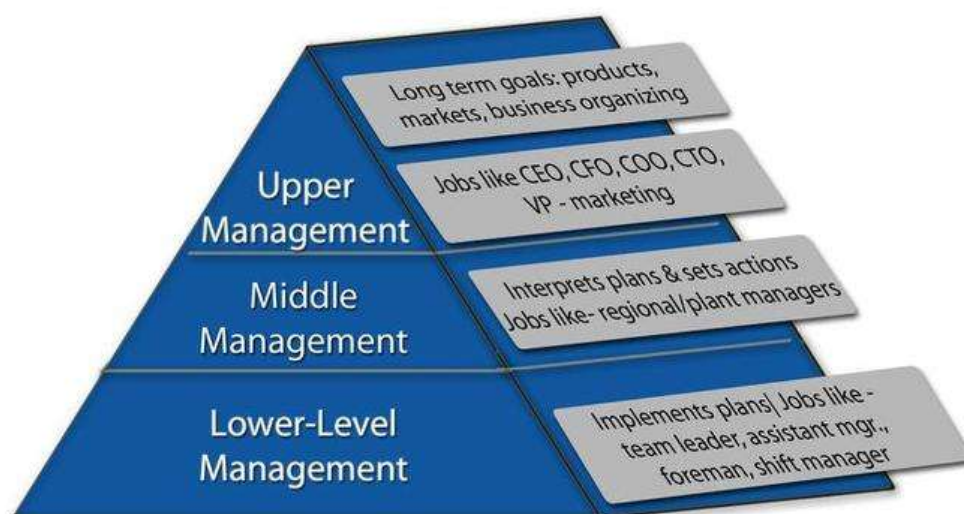 Long term goals: products,
markets, business organizing
Upper
Management
Jobs like CEO, CFO, COO, CTO,
VP - marketing
Middle
Management
Interprets plans & sets actions
Jobs like- regional/plant managers
Lower-Level
Management
Implements plans| Jobs like -
team leader, assistant mgr.,
foreman, shift manager